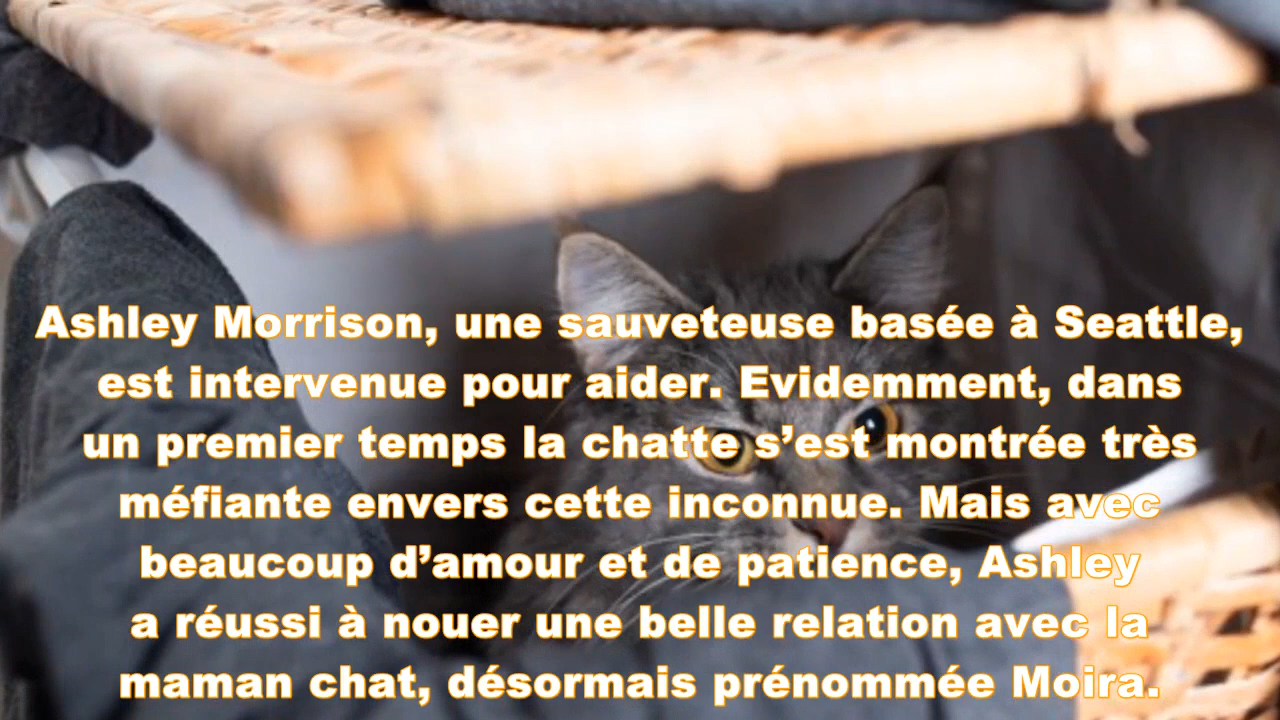 Ashley Morrison, une sauveteuse basée à Seattle,
est intervenue pour aider. Evidemment, dans
un premier temps la chatte s’est montrée très
méfiante envers cette inconnue. Mais avec
beaucoup d’amour et de patience, Ashley
a réussi à nouer une belle relation avec la
maman chat, désormais prénommée Moira.